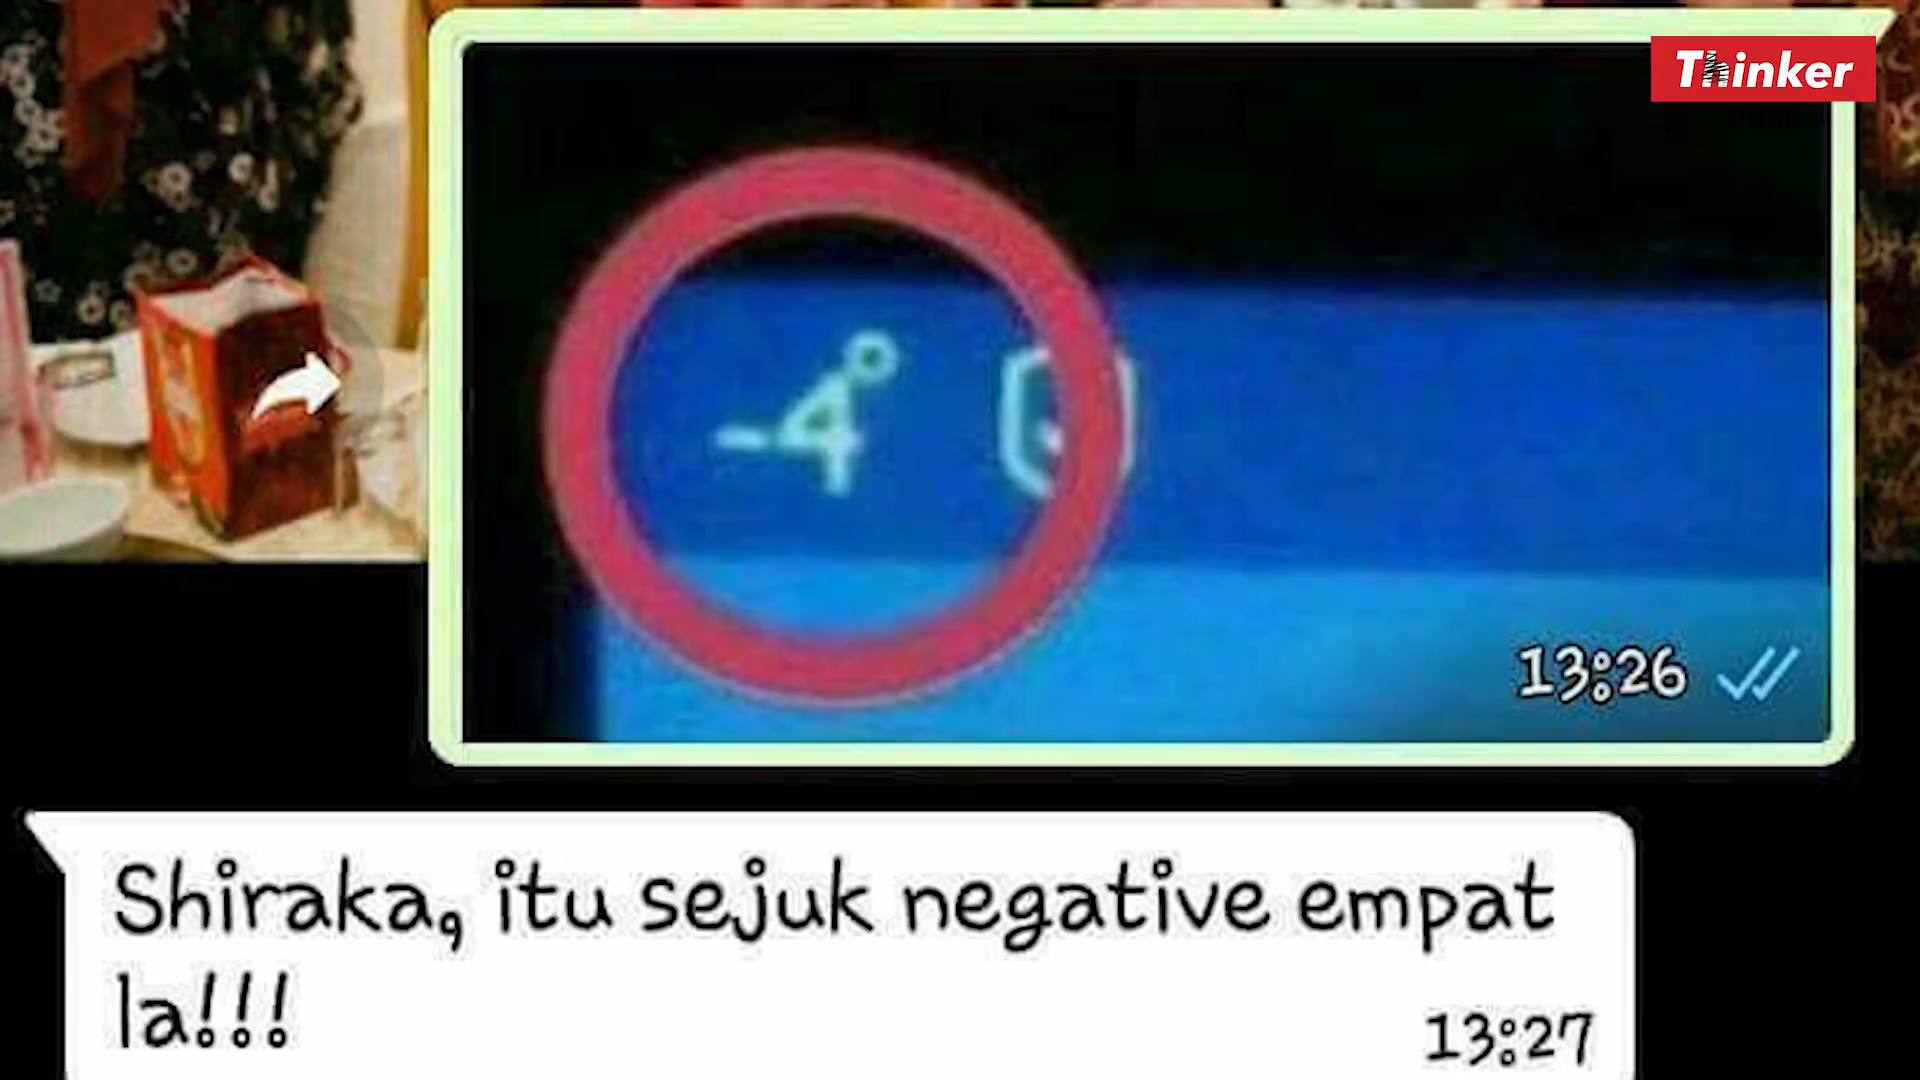 Thinker
-4°
13:26
Shiraka, itu sejuk negative empat
la!!!
13:27